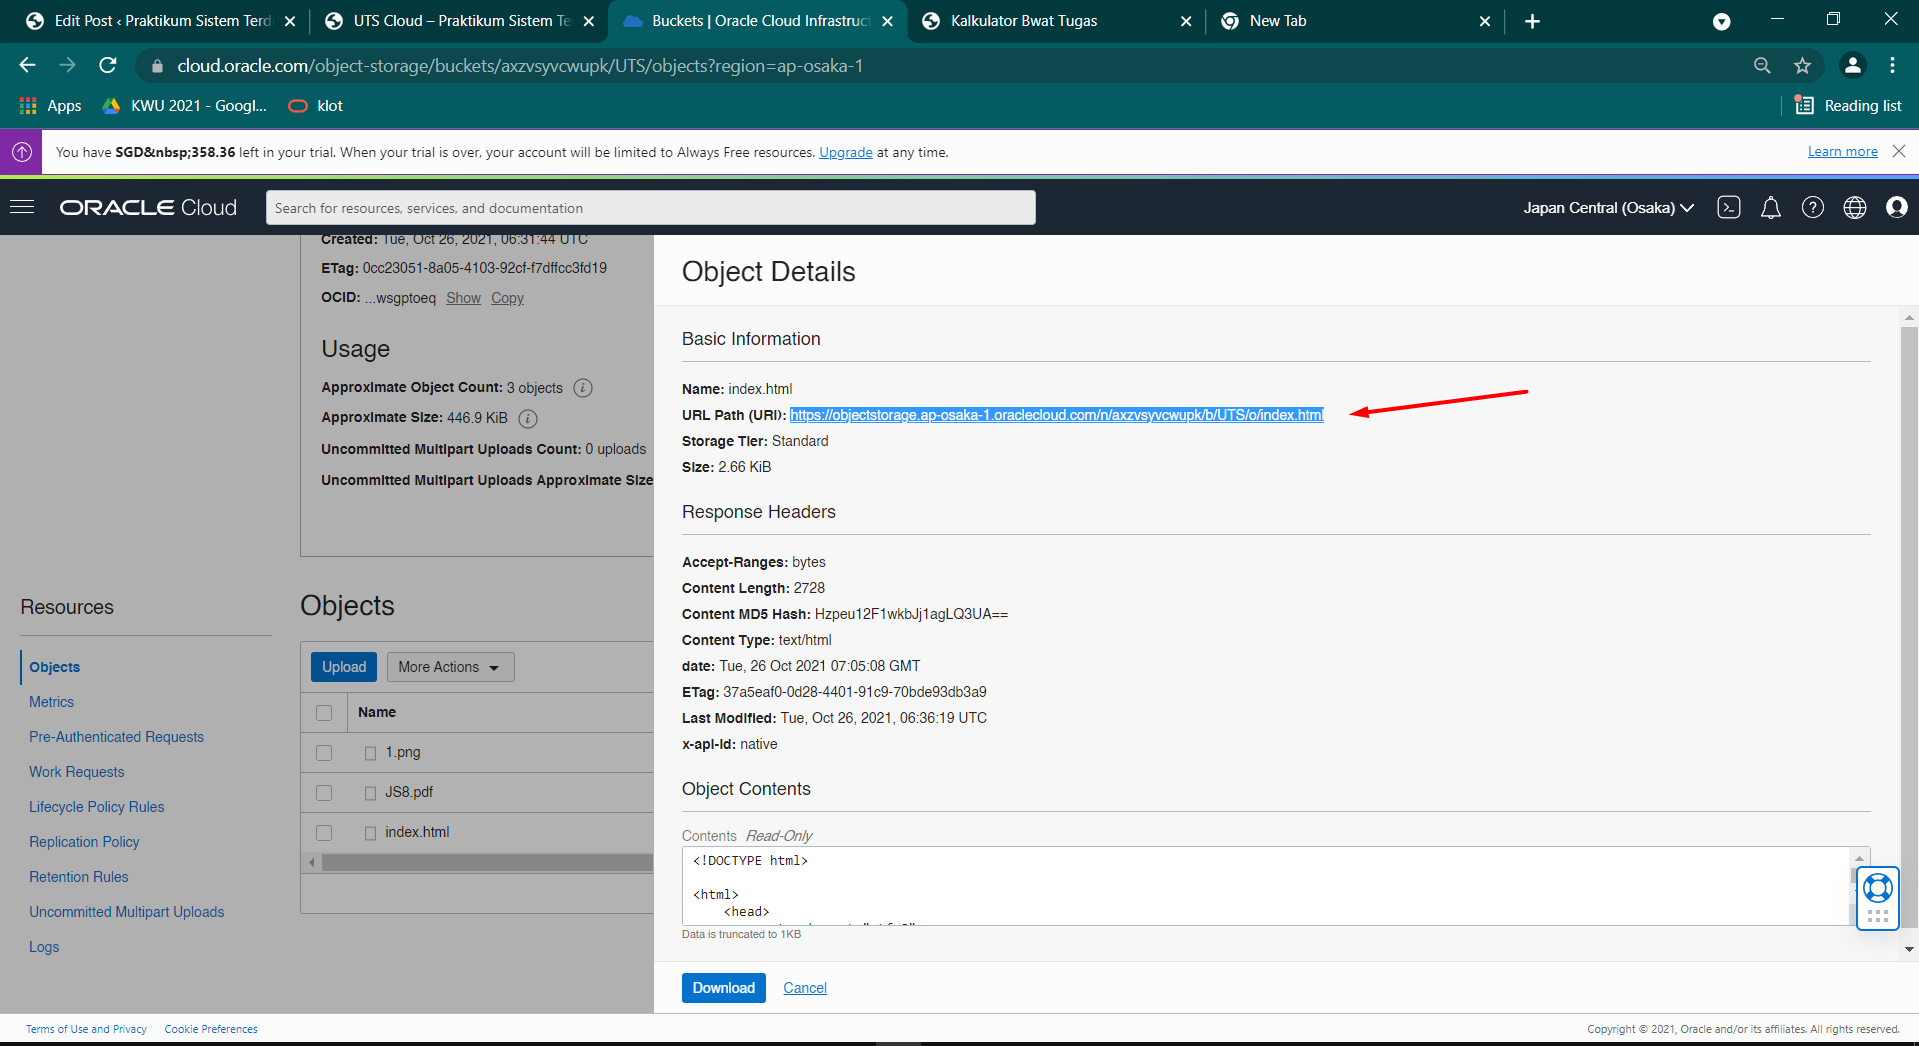 Edit Post ‹ Praktikum Sistem Terdi
UTS Cloud – Praktikum Sistem Te
Buckets | Oracle Cloud Infrastruct
Kalkulator Bwat Tugas
New Tab
cloud.oracle.com/object-storage/buckets/axzvsyvcwupk/UTS/objects?region=ap-osaka-1
Apps
KWU 2021 - Googl...
klot
Reading list
You have SGD&nbsp;358.36 left in your trial. When your trial is over, your account will be limited to Always Free resources. Upgrade at any time.
Learn more
ORACLE Cloud
Search for resources, services, and documentation
Japan Central (Osaka)
Created: Tue, Oct 26, 2021, 06:31:44 UTC
ETag: 0cc23051-8a05-4103-92cf-f7dffcc3fd19
OCID: ...wsgptoeq Show Copy
Usage
Approximate Object Count: 3 objects
Approximate Size: 446.9 KiB
Uncommitted Multipart Uploads Count: 0 uploads
Uncommitted Multipart Uploads Approximate Size
Resources
Objects
Metrics
Pre-Authenticated Requests
Work Requests
Lifecycle Policy Rules
Replication Policy
Retention Rules
Uncommitted Multipart Uploads
Logs
Objects
Upload
More Actions
Name
1.png
JS8.pdf
index.html
Object Details
Basic Information
Name: index.html
URL Path (URI): https://objectstorage.ap-osaka-1.oraclecloud.com/n/axzvsyvcwupk/b/UTS/o/index.html
Storage Tier: Standard
Size: 2.66 KiB
Response Headers
Accept-Ranges: bytes
Content Length: 2728
Content MD5 Hash: Hzpeu12F1wkbJj1agLQ3UA==
Content Type: text/html
date: Tue, 26 Oct 2021 07:05:08 GMT
ETag: 37a5eaf0-0d28-4401-91c9-70bde93db3a9
Last Modified: Tue, Oct 26, 2021, 06:36:19 UTC
x-api-id: native
Object Contents
Contents Read-Only
<!DOCTYPE html>
<html>
<head>
Data is truncated to 1KB
Download
Cancel
Terms of Use and Privacy
Cookie Preferences
Copyright © 2021, Oracle and/or its affiliates. All rights reserved.